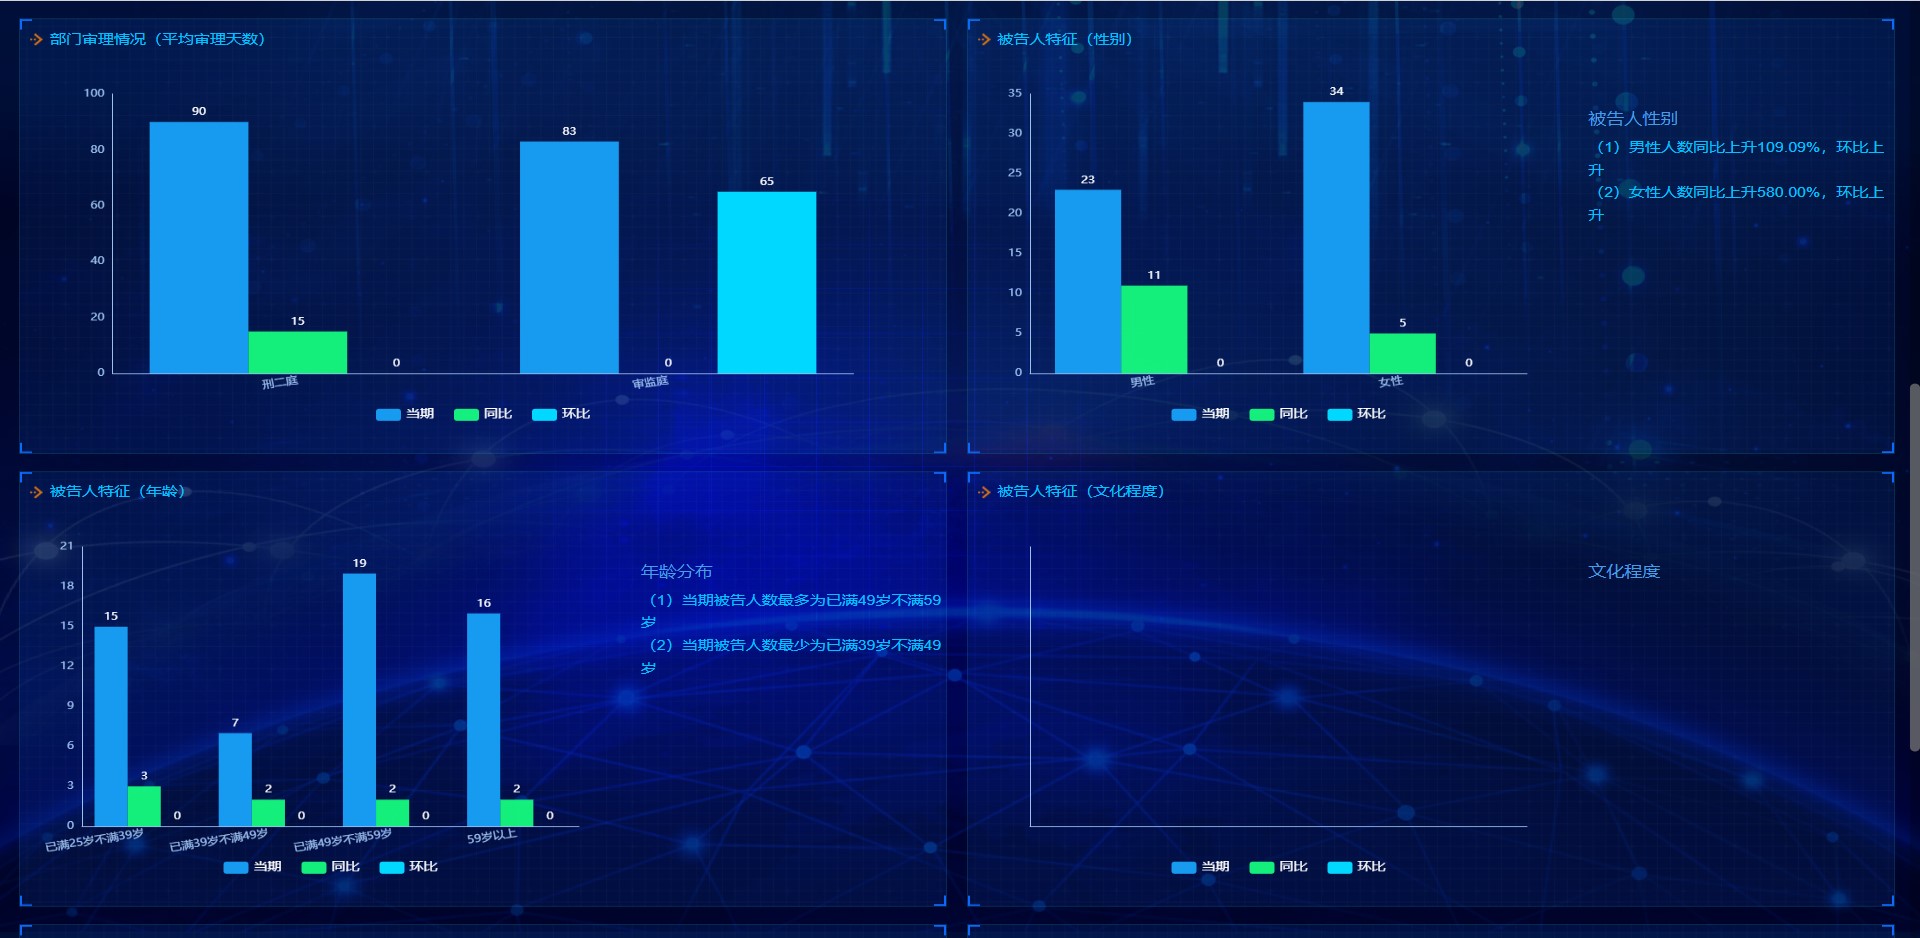 部门审理情况（平均审理天数）
100
80
60
40
20
0
90
15
0
83
0
65
刑二庭
审监庭
当期
同比
环比
被告人特征（性别）
35
30
25
20
15
10
5
0
23
11
0
34
5
0
男性
女性
当期
同比
环比
被告人性别
（1）男性人数同比上升109.09%，环比上
升
（2）女性人数同比上升580.00%，环比上
升
被告人特征（年龄）
21
18
15
12
9
6
3
0
15
3
0
7
2
0
19
2
0
16
2
0
已满25岁不满39岁
已满39岁不满49岁
已满49岁不满59岁
59岁以上
当期
同比
环比
年龄分布
（1）当期被告人数最多为已满49岁不满59
岁
（2）当期被告人数最少为已满39岁不满49
岁
被告人特征（文化程度）
文化程度
当期
同比
环比